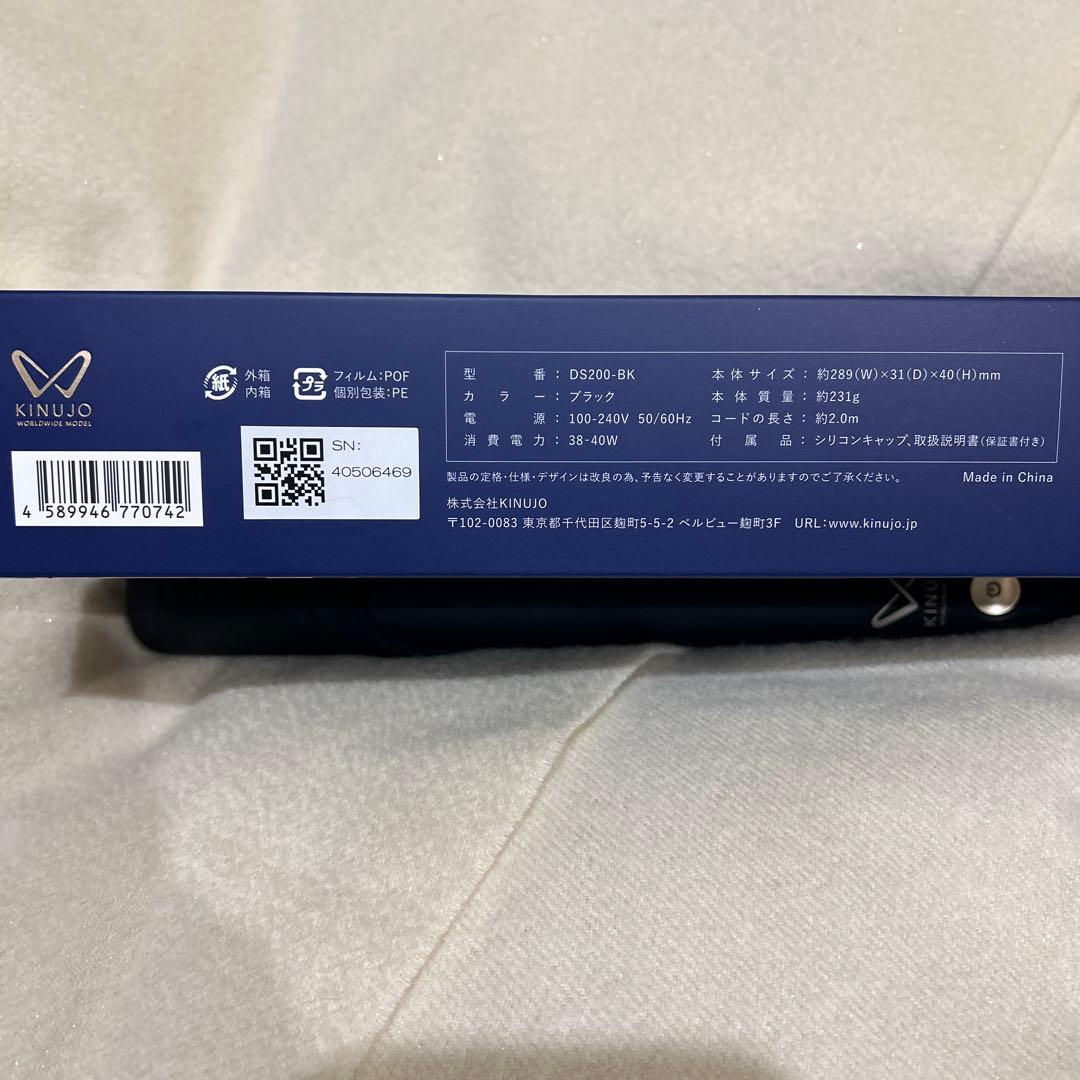 KINUJO
WORLDWIDE MODEL
紙
外箱
内箱
プラ
フィルム:POF
個別包装:PE
4 589946 770742
SN:
40506469
型番:DS200-BK
カラー:ブラック
電源:100-240V 50/60Hz
消費電力:38-40W
本体サイズ:約289(W)×31(D)×40(H)mm
本体質量:約231g
コードの長さ:約2.0m
付属品:シリコンキャップ、取扱説明書(保証書付き)
製品の定格・仕様・デザインは改良の為、予告なく変更することがありますのでご了承ください。
Made in China
株式会社KINUJO
〒102-0083 東京都千代田区麹町5-5-2 ベルビュー麹町3F URL:www.kinujo.jp
KINUJO